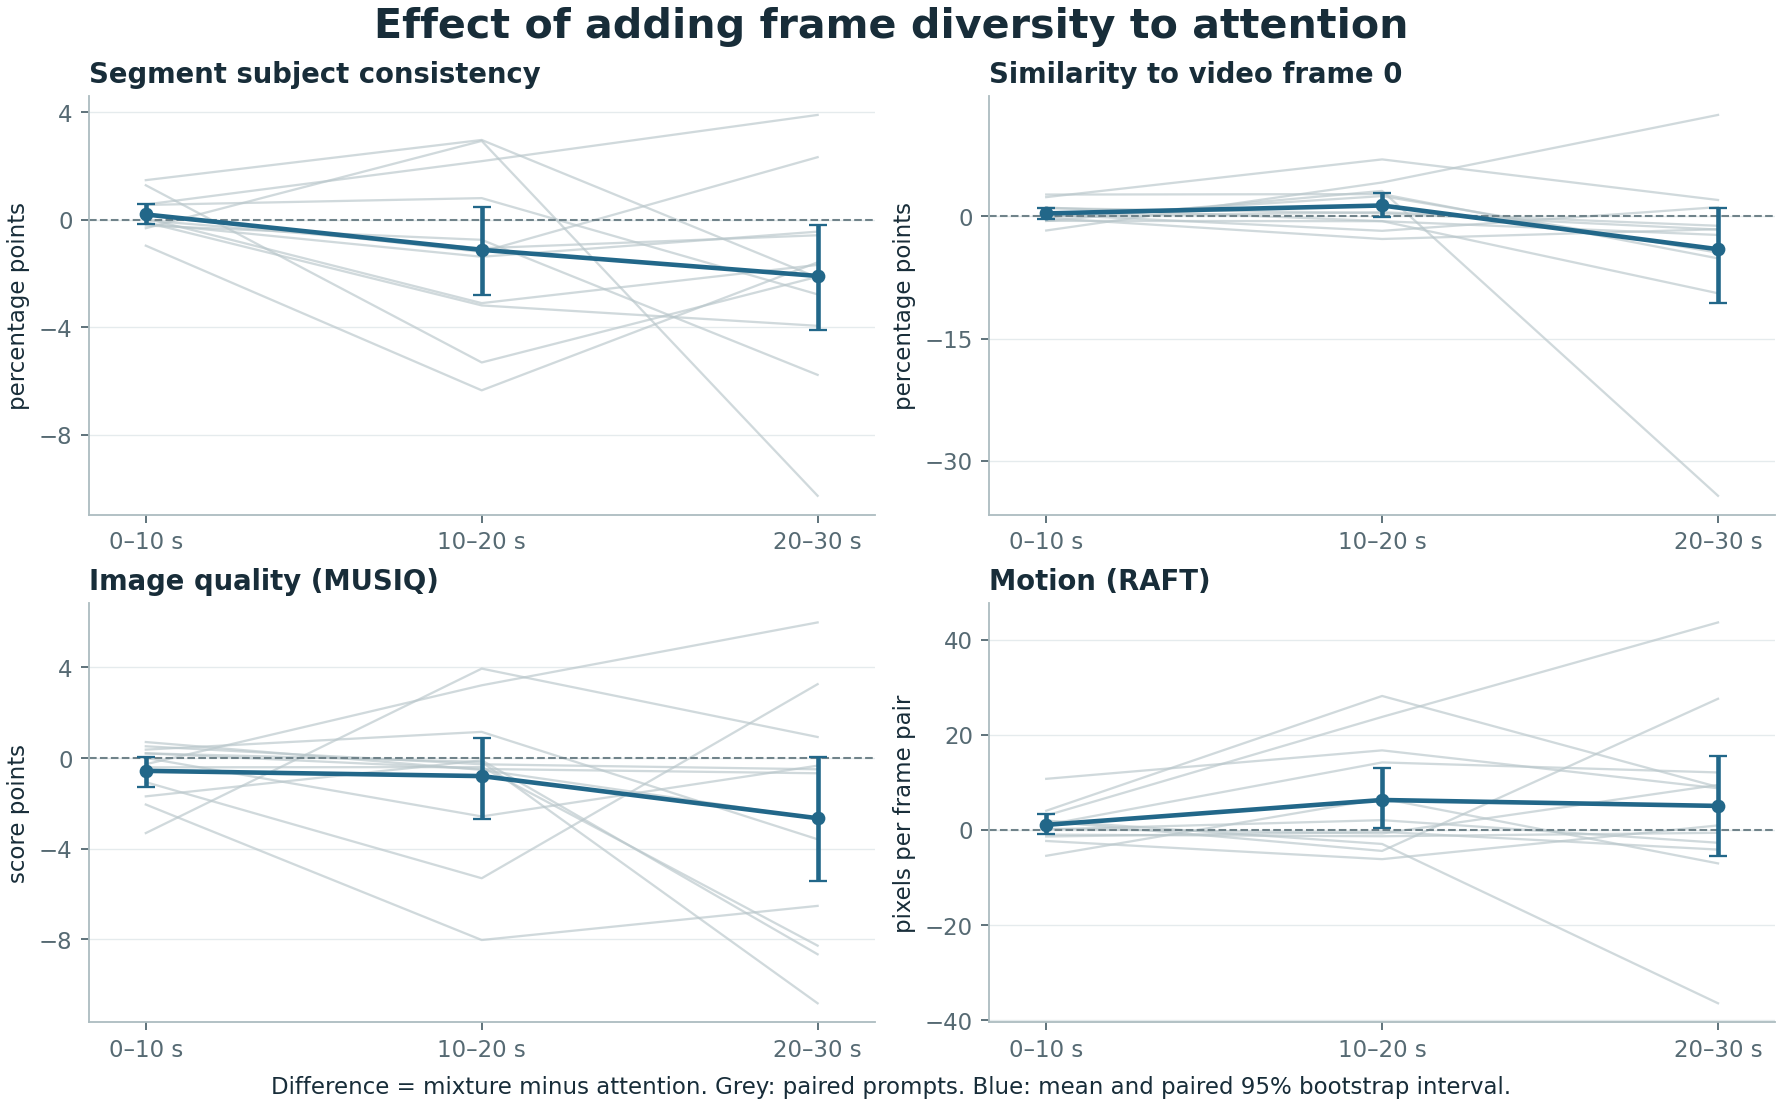 Effect of adding frame diversity to attention
Segment subject consistency
percentage points
4
0
−4
−8
0–10 s
10–20 s
20–30 s
Similarity to video frame 0
percentage points
0
−15
−30
0–10 s
10–20 s
20–30 s
Image quality (MUSIQ)
score points
4
0
−4
−8
0–10 s
10–20 s
20–30 s
Motion (RAFT)
pixels per frame pair
40
20
0
−20
−40
0–10 s
10–20 s
20–30 s
Difference = mixture minus attention. Grey: paired prompts. Blue: mean and paired 95% bootstrap interval.